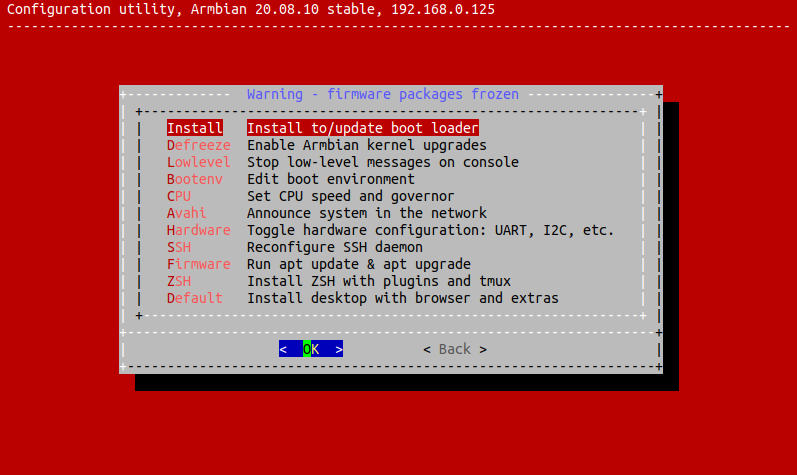 Configuration utility, Armbian 20.08.10 stable, 192.168.0.125
Warning - firmware packages frozen
Install Install to/update boot loader
Defreeze Enable Armbian kernel upgrades
Lowlevel Stop low-level messages on console
Bootenv Edit boot environment
CPU Set CPU speed and governor
Avahi Announce system in the network
Hardware Toggle hardware configuration: UART, I2C, etc.
SSH Reconfigure SSH daemon
Firmware Run apt update & apt upgrade
ZSH Install ZSH with plugins and tmux
Default Install desktop with browser and extras
< OK > < Back >